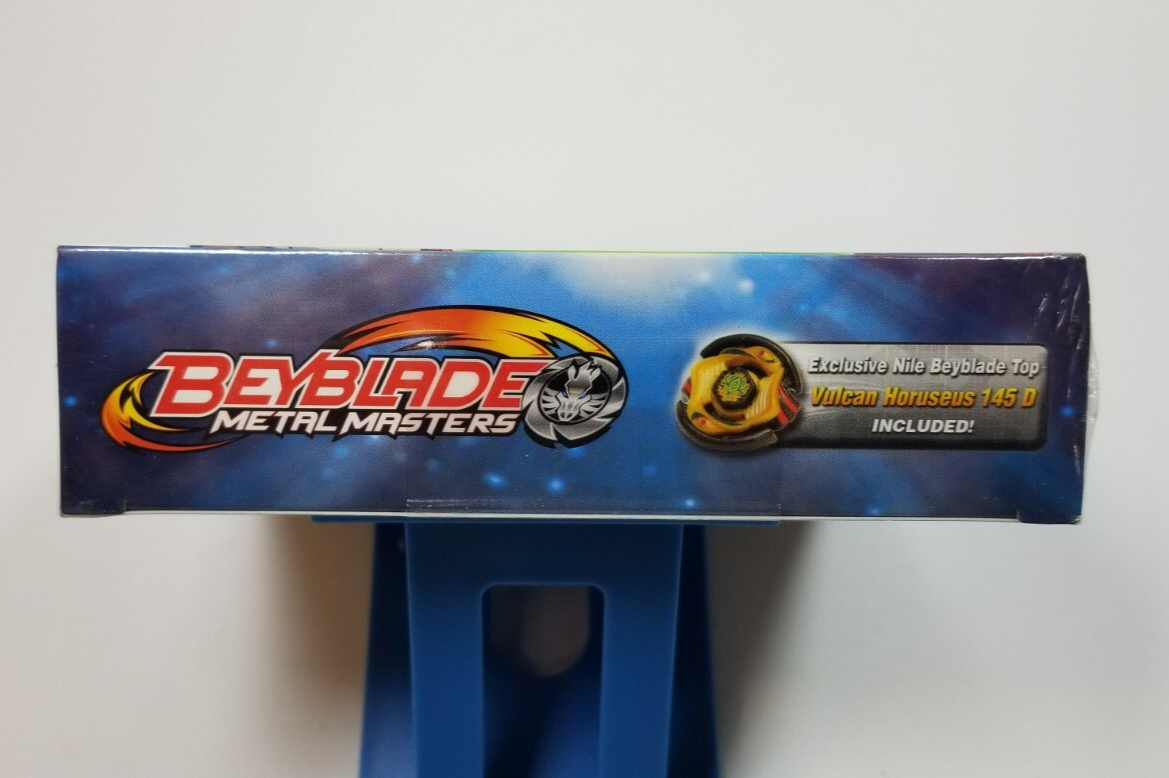 BEYBLADE
METAL MASTERS
Exclusive Nile Beyblade Top
Vulcan Horuseus 145 D
INCLUDED!